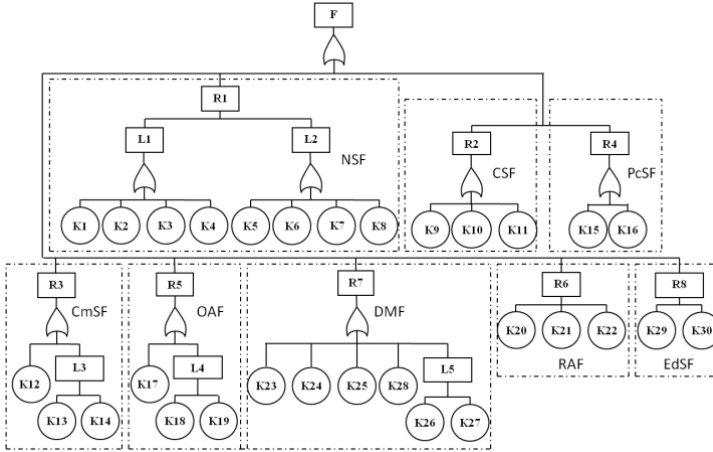 F
R1
L1
L2
NSF
K1 K2 K3 K4 K5 K6 K7 K8
R2
CSF
K9 K10 K11
R4
PcSF
K15 K16
R3
CmSF
K12
L3
K13 K14
R5
OAF
K17
L4
K18 K19
R7
DMF
K23 K24 K25 K28
L5
K26 K27
R6
K20 K21 K22
RAF
R8
K29 K30
EdSF